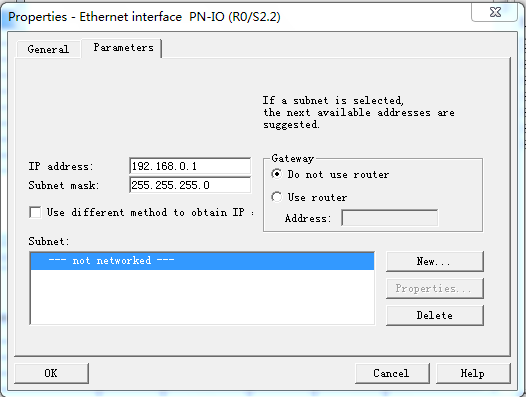 Properties - Ethernet interface PN-IO (R0/S2.2)
General
Parameters
If a subnet is selected,
the next available addresses are
suggested.
IP address:
192.168.0.1
Subnet mask:
255.255.255.0
Gateway
Do not use router
Use router
Address:
Use different method to obtain IP :
Subnet:
--- not networked ---
New...
Properties...
Delete
OK
Cancel
Help